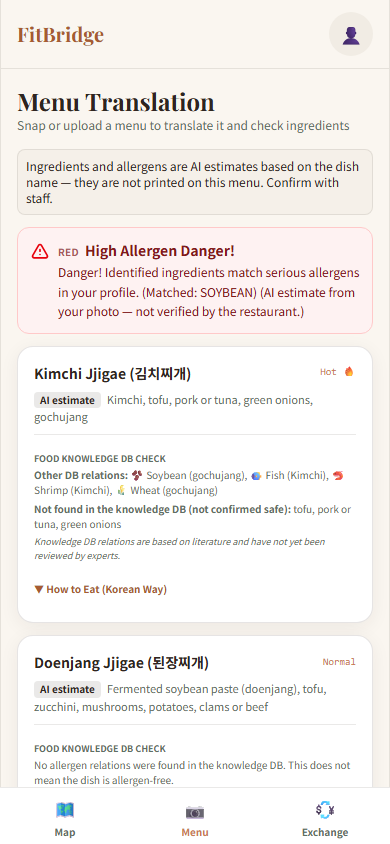 FitBridge
Menu Translation
Snap or upload a menu to translate it and check ingredients
Ingredients and allergens are AI estimates based on the dish
name — they are not printed on this menu. Confirm with
staff.
RED High Allergen Danger!
Danger! Identified ingredients match serious allergens
in your profile. (Matched: SOYBEAN) (AI estimate from
your photo — not verified by the restaurant.)
Kimchi Jjigae (김치찌개) Hot
AI estimate Kimchi, tofu, pork or tuna, green onions,
gochujang
FOOD KNOWLEDGE DB CHECK
Other DB relations: Soybean (gochujang), Fish (Kimchi),
Shrimp (Kimchi), Wheat (gochujang)
Not found in the knowledge DB (not confirmed safe): tofu, pork or
tuna, green onions
Knowledge DB relations are based on literature and have not yet been
reviewed by experts.
▼ How to Eat (Korean Way)
Doenjang Jjigae (된장찌개) Normal
AI estimate Fermented soybean paste (doenjang), tofu,
zucchini, mushrooms, potatoes, clams or beef
FOOD KNOWLEDGE DB CHECK
No allergen relations were found in the knowledge DB. This does not
mean the dish is allergen-free.
Map Menu Exchange